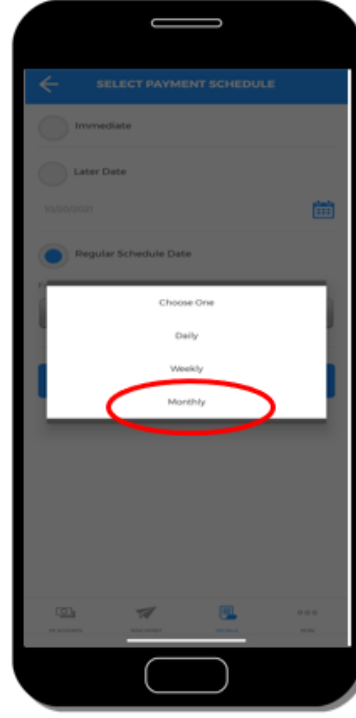 SELECT PAYMENT SCHEDULE
Immediate
Later Date
Regular Schedule Date
Choose One
Daily
Weekly
Monthly